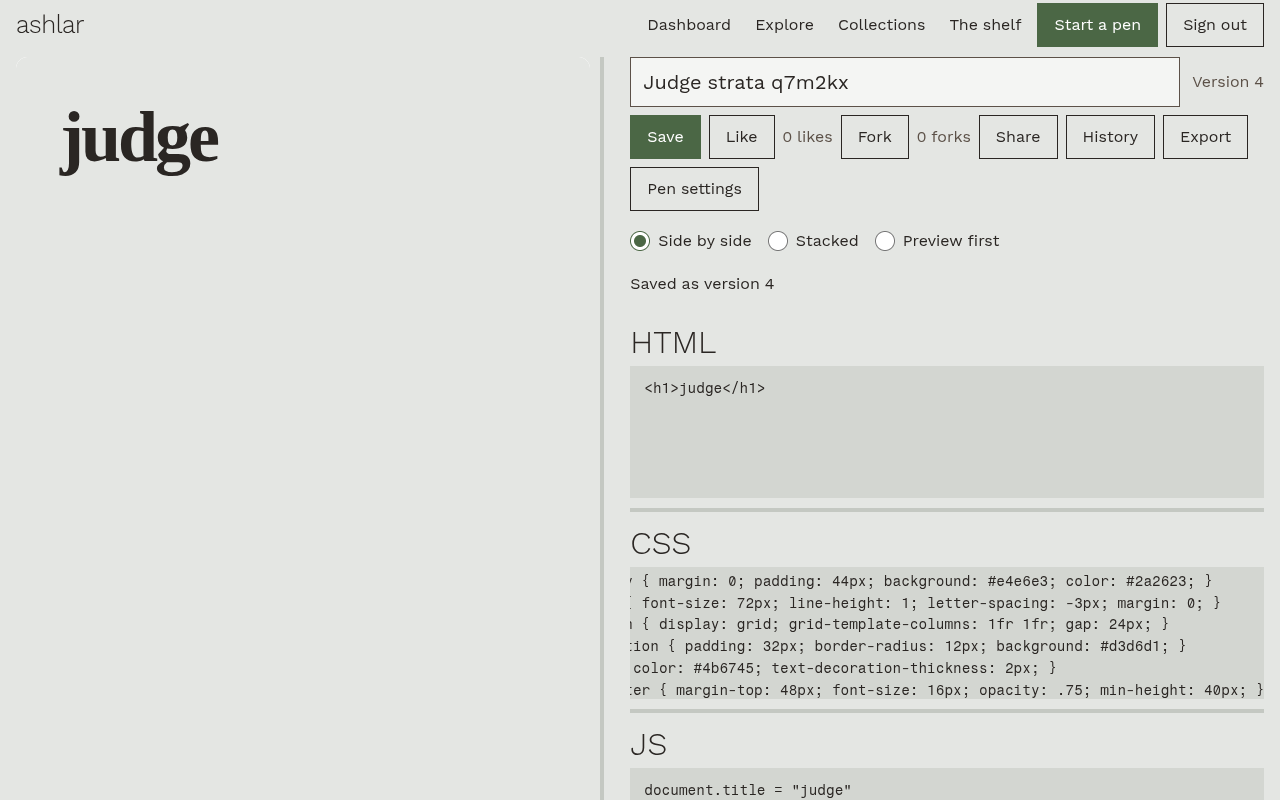 ashlar
Dashboard Explore Collections The shelf Start a pen Sign out
judge
Judge strata q7m2kx
Version 4
Save Like 0 likes Fork 0 forks Share History Export
Pen settings
Side by side Stacked Preview first
Saved as version 4
HTML
<h1>judge</h1>
CSS
{ margin: 0; padding: 44px; background: #e4e6e3; color: #2a2623; }
font-size: 72px; line-height: 1; letter-spacing: -3px; margin: 0; }
{ display: grid; grid-template-columns: 1fr 1fr; gap: 24px; }
tion { padding: 32px; border-radius: 12px; background: #d3d6d1; }
color: #4b6745; text-decoration-thickness: 2px; }
ter { margin-top: 48px; font-size: 16px; opacity: .75; min-height: 40px; }
JS
document.title = "judge"